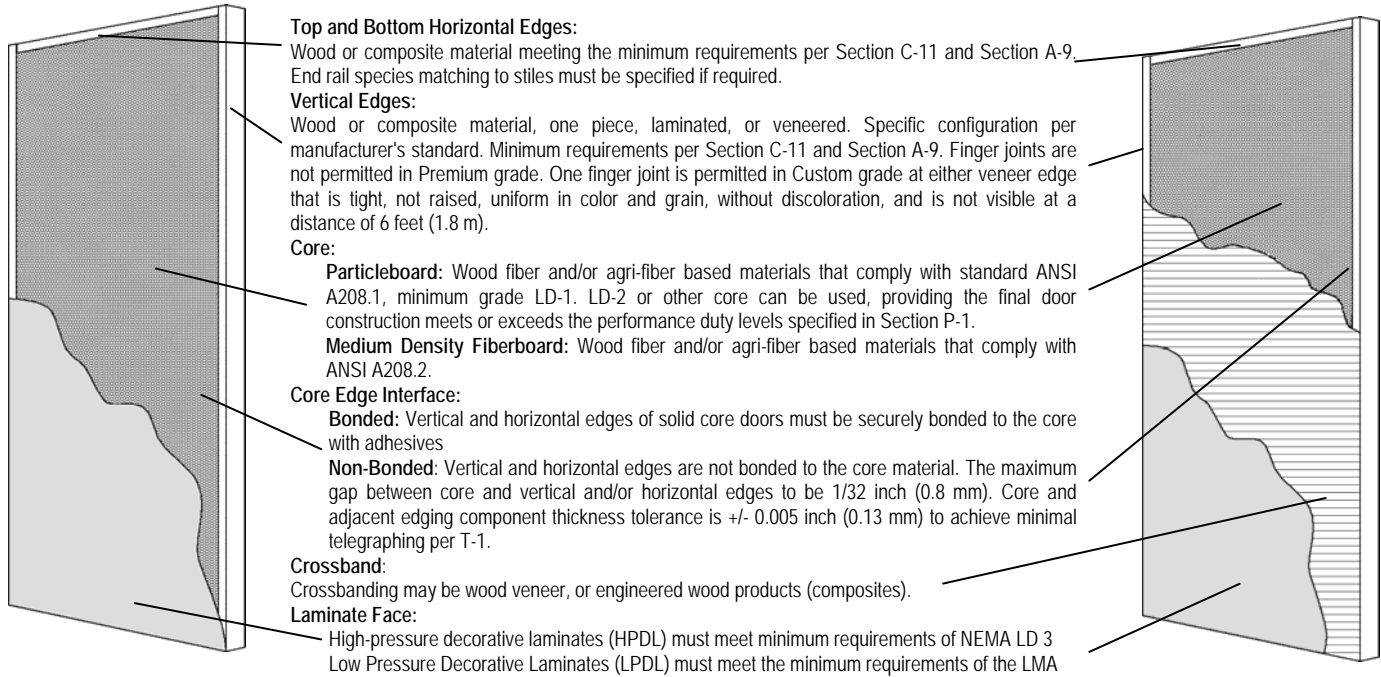 Top and Bottom Horizontal Edges:
Wood or composite material meeting the minimum requirements per Section C-11 and Section A-9.
End rail species matching to stiles must be specified if required.
Vertical Edges:
Wood or composite material, one piece, laminated, or veneered. Specific configuration per
manufacturer's standard. Minimum requirements per Section C-11 and Section A-9. Finger joints are
not permitted in Premium grade. One finger joint is permitted in Custom grade at either veneer edge
that is tight, not raised, uniform in color and grain, without discoloration, and is not visible at a
distance of 6 feet (1.8 m).
Core:
Particleboard: Wood fiber and/or agri-fiber based materials that comply with standard ANSI
A208.1, minimum grade LD-1. LD-2 or other core can be used, providing the final door
construction meets or exceeds the performance duty levels specified in Section P-1.
Medium Density Fiberboard: Wood fiber and/or agri-fiber based materials that comply with
ANSI A208.2.
Core Edge Interface:
Bonded: Vertical and horizontal edges of solid core doors must be securely bonded to the core
with adhesives
Non-Bonded: Vertical and horizontal edges are not bonded to the core material. The maximum
gap between core and vertical and/or horizontal edges to be 1/32 inch (0.8 mm). Core and
adjacent edging component thickness tolerance is +/- 0.005 inch (0.13 mm) to achieve minimal
telegraphing per T-1.
Crossband:
Crossbanding may be wood veneer, or engineered wood products (composites).
Laminate Face:
High-pressure decorative laminates (HPDL) must meet minimum requirements of NEMA LD 3
Low Pressure Decorative Laminates (LPDL) must meet the minimum requirements of the LMA